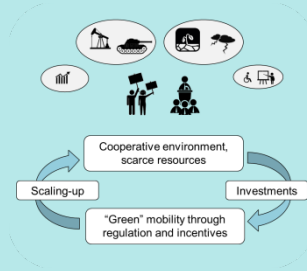 Cooperative environment,
scarce resources
Scaling-up
Investments
“Green” mobility through
regulation and incentives